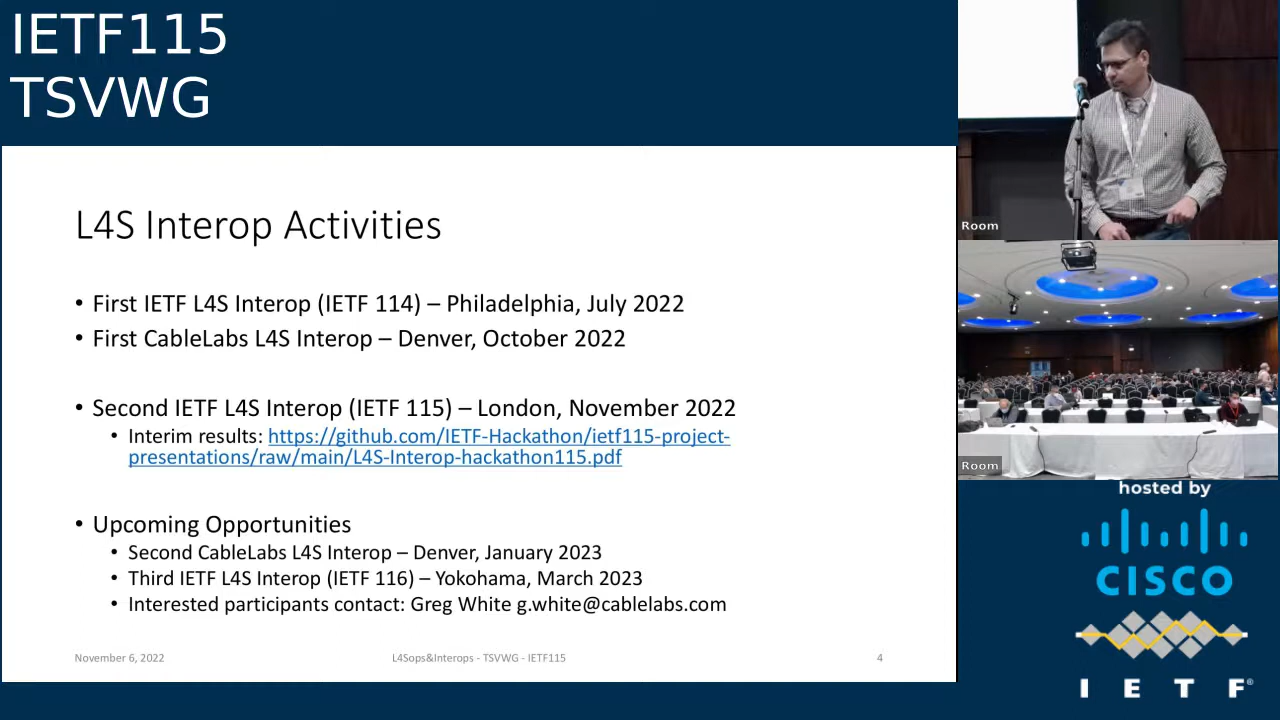 IETF115
TSVWG
L4S Interop Activities
• First IETF L4S Interop (IETF 114) – Philadelphia, July 2022
• First CableLabs L4S Interop – Denver, October 2022
• Second IETF L4S Interop (IETF 115) – London, November 2022
• Interim results: https://github.com/IETF-Hackathon/ietf115-project-
presentations/raw/main/L4S-Interop-hackathon115.pdf
• Upcoming Opportunities
• Second CableLabs L4S Interop – Denver, January 2023
• Third IETF L4S Interop (IETF 116) – Yokohama, March 2023
• Interested participants contact: Greg White g.white@cablelabs.com
November 6, 2022
L4Sops&Interops - TSVWG - IETF115
4
Room
Room
hosted by
CISCO
I E T F®